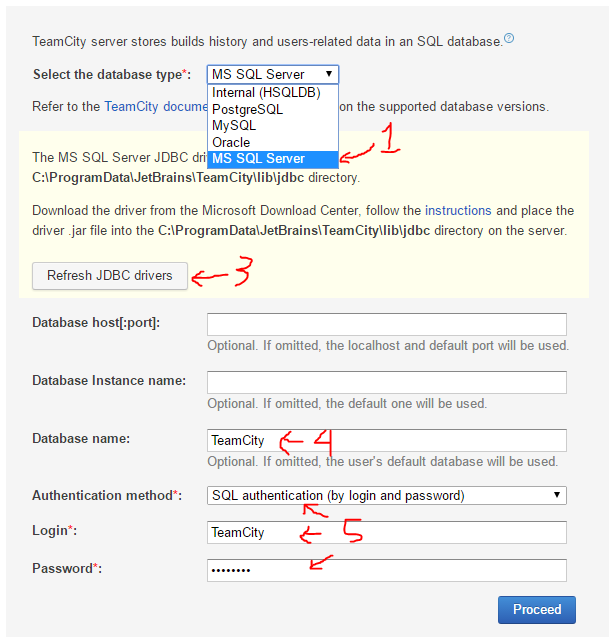 TeamCity server stores builds history and users-related data in an SQL database.?
Select the database type*: MS SQL Server
Internal (HSQLDB)
Refer to the TeamCity docume PostgreSQL on the supported database versions.
MySQL
Oracle
The MS SQL Server JDBC dri MS SQL Server 1
C:\ProgramData\JetBrains\TeamCity\lib\jdbc directory.
Download the driver from the Microsoft Download Center, follow the instructions and place the
driver .jar file into the C:\ProgramData\JetBrains\TeamCity\lib\jdbc directory on the server.
Refresh JDBC drivers 3
Database host[:port]:
Optional. If omitted, the localhost and default port will be used.
Database Instance name:
Optional. If omitted, the default one will be used.
Database name: TeamCity 4
Optional. If omitted, the user's default database will be used.
Authentication method*: SQL authentication (by login and password)
Login*: TeamCity 5
Password*: ••••••••
Proceed